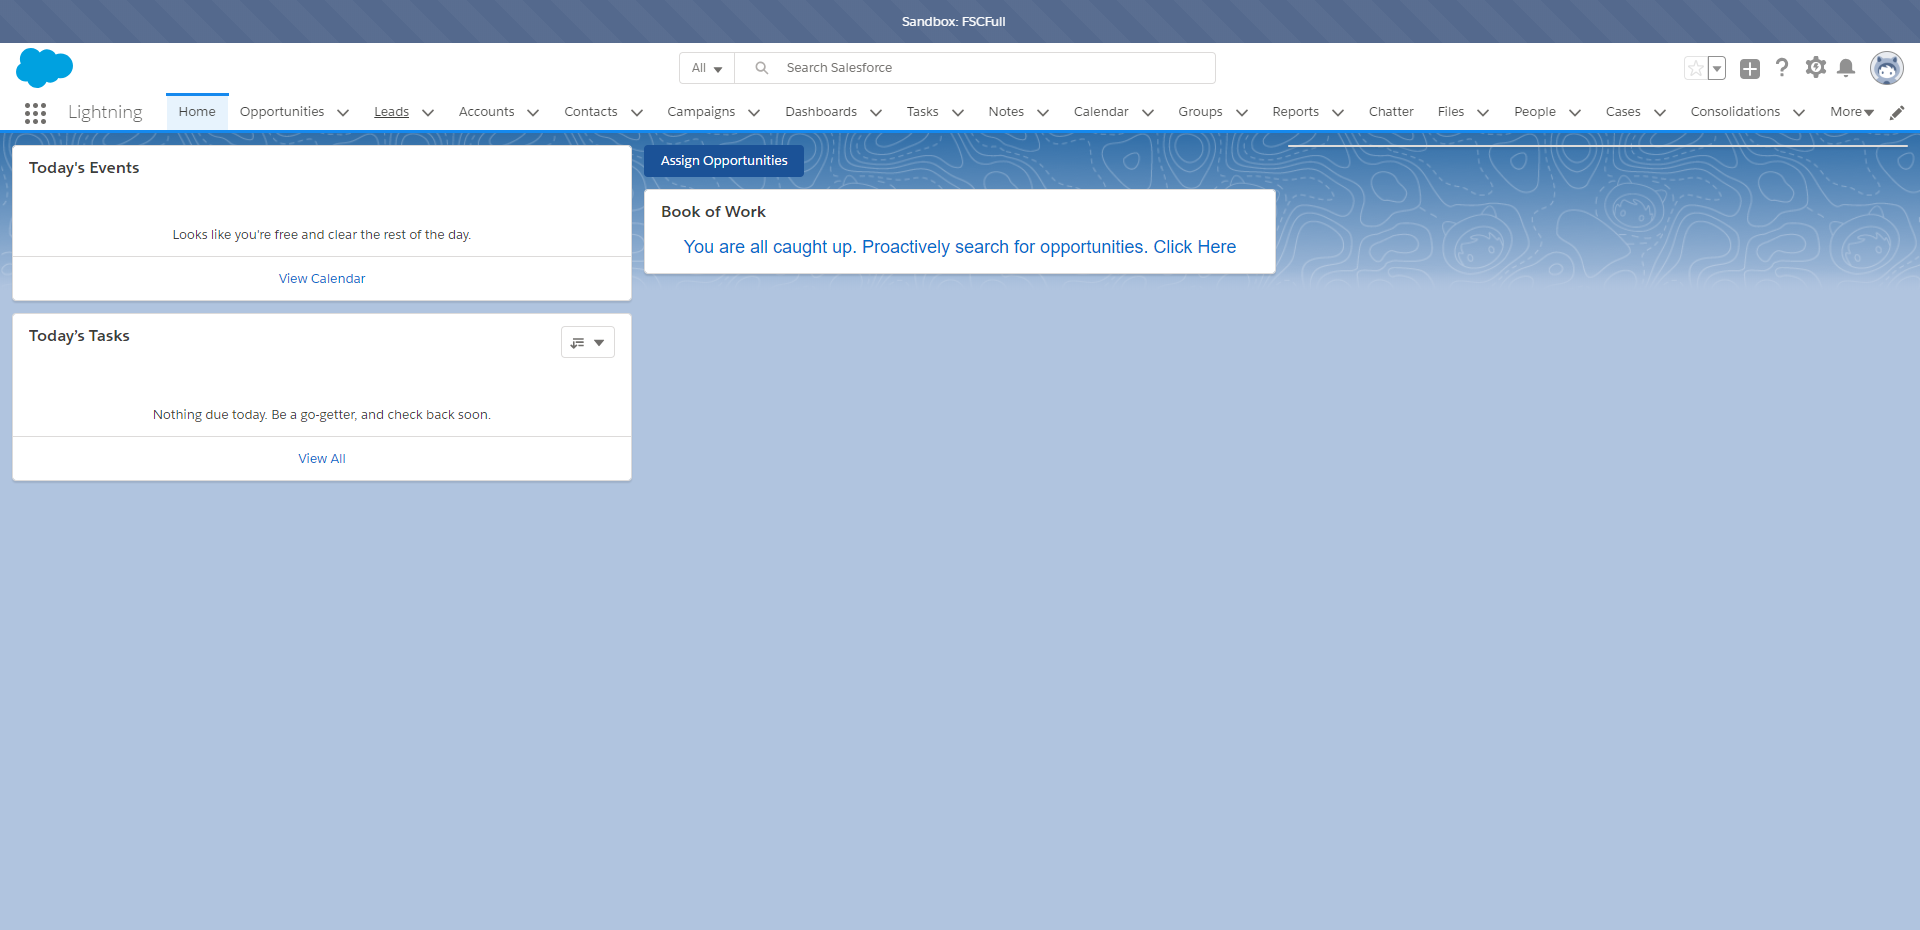 Sandbox: FSCFull
All
Search Salesforce
Lightning
Home
Opportunities
Leads
Accounts
Contacts
Campaigns
Dashboards
Tasks
Notes
Calendar
Groups
Reports
Chatter
Files
People
Cases
Consolidations
More
Today's Events
Looks like you're free and clear the rest of the day.
View Calendar
Today’s Tasks
Nothing due today. Be a go-getter, and check back soon.
View All
Assign Opportunities
Book of Work
You are all caught up. Proactively search for opportunities. Click Here